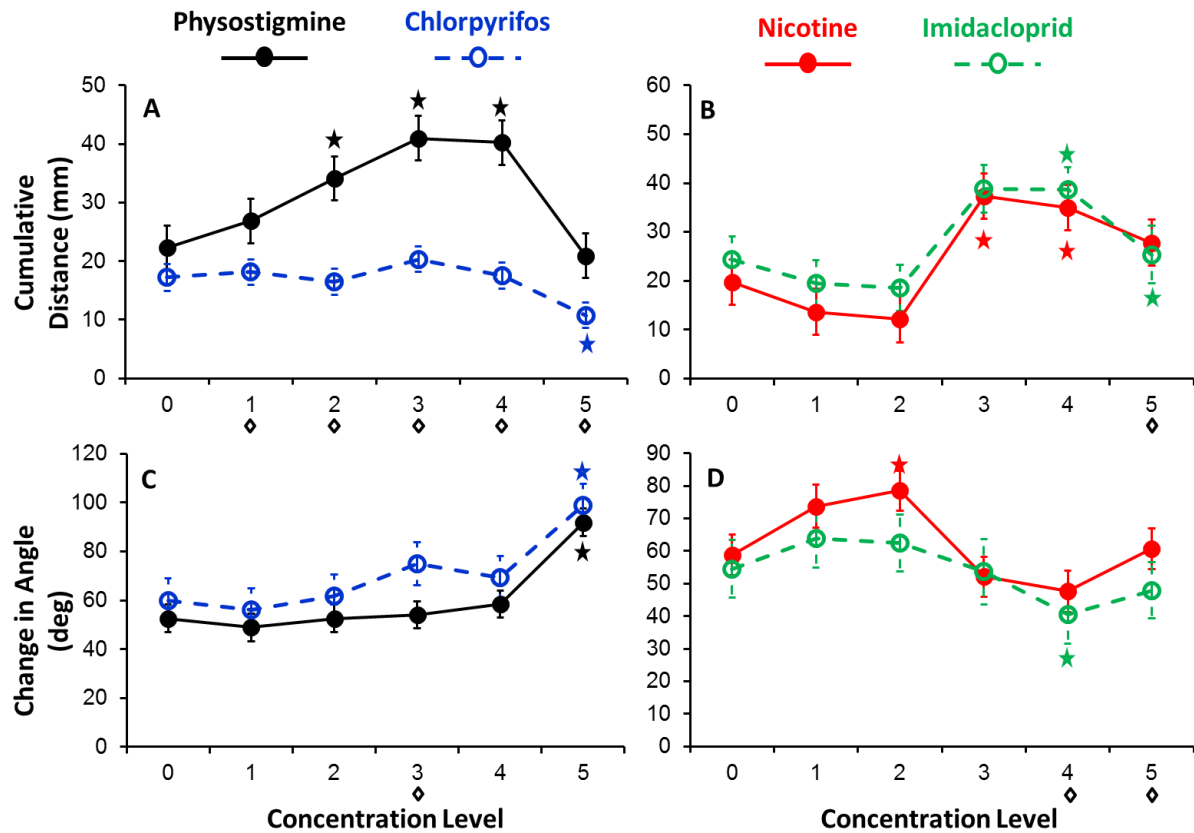 Physostigmine Chlorpyrifos Nicotine Imidacloprid
Cumulative
Distance (mm)
A
50
40
30
20
10
0
0 1 2 3 4 5
B
60
50
40
30
20
10
0
0 1 2 3 4 5
Change in Angle
(deg)
C
120
100
80
60
40
20
0
0 1 2 3 4 5
Concentration Level
D
90
80
70
60
50
40
30
20
10
0
0 1 2 3 4 5
Concentration Level